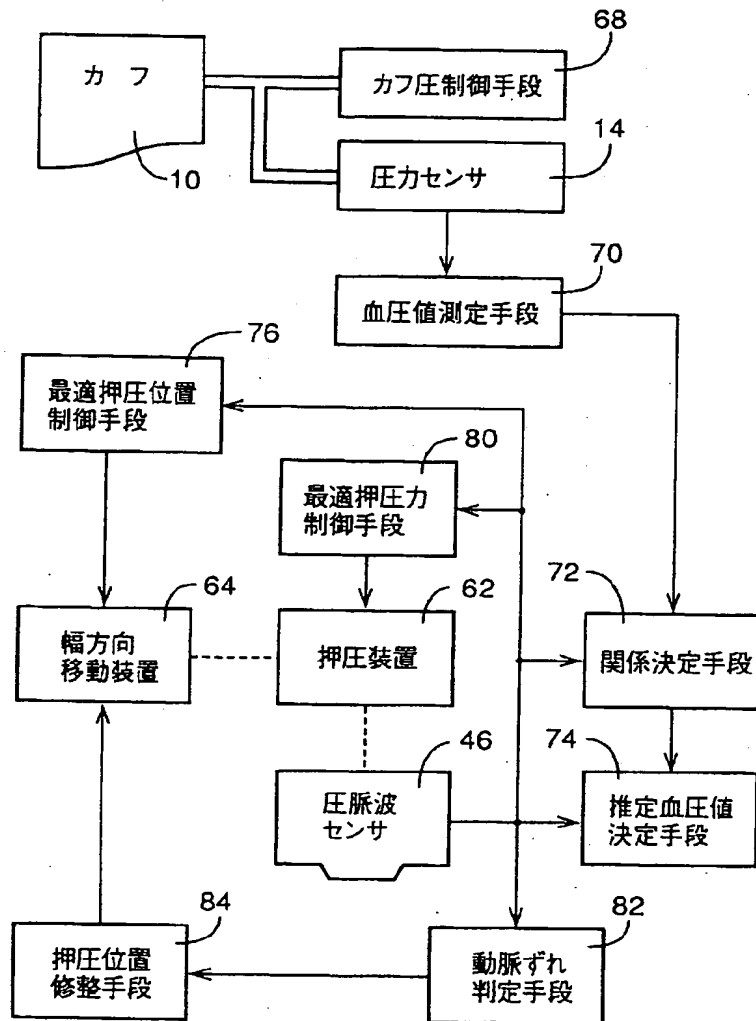 68
カフ
カフ圧制御手段
14
10
圧力センサ
70
血圧値測定手段
76
最適押圧位置
制御手段
80
最適押圧力
制御手段
64
62
72
幅方向
移動装置
押圧装置
関係決定手段
46
74
圧脈波
センサ
推定血圧値
決定手段
84
82
押圧位置
修整手段
動脈ずれ
判定手段